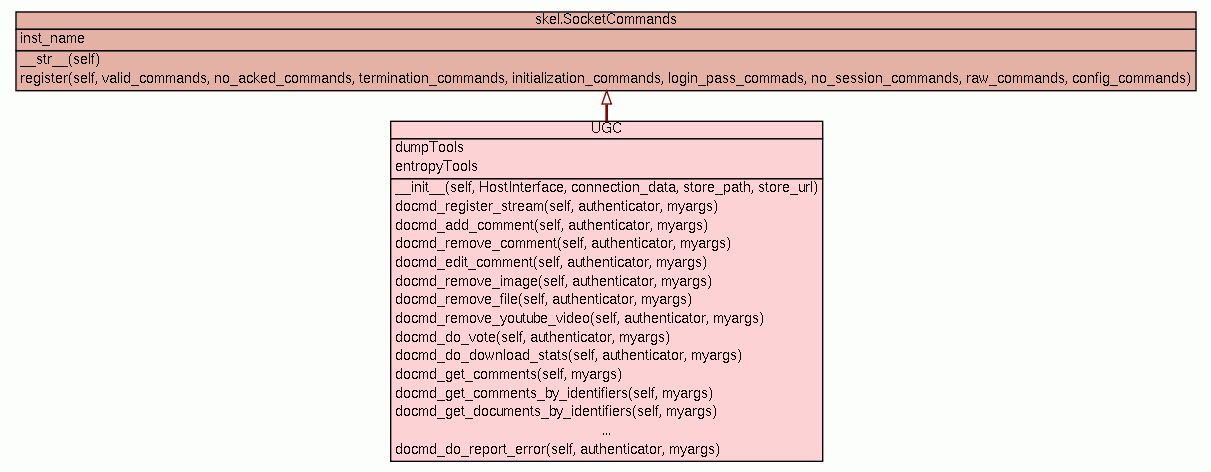 skel.SocketCommands
inst_name
__str__(self)
register(self, valid_commands, no_acked_commands, termination_commands, initialization_commands, login_pass_commads, no_session_commands, raw_commands, config_commands)
UGC
dumpTools
entropyTools
__init__(self, HostInterface, connection_data, store_path, store_url)
docmd_register_stream(self, authenticator, myargs)
docmd_add_comment(self, authenticator, myargs)
docmd_remove_comment(self, authenticator, myargs)
docmd_edit_comment(self, authenticator, myargs)
docmd_remove_image(self, authenticator, myargs)
docmd_remove_file(self, authenticator, myargs)
docmd_remove_youtube_video(self, authenticator, myargs)
docmd_do_vote(self, authenticator, myargs)
docmd_do_download_stats(self, authenticator, myargs)
docmd_get_comments(self, myargs)
docmd_get_comments_by_identifiers(self, myargs)
docmd_get_documents_by_identifiers(self, myargs)
...
docmd_do_report_error(self, authenticator, myargs)